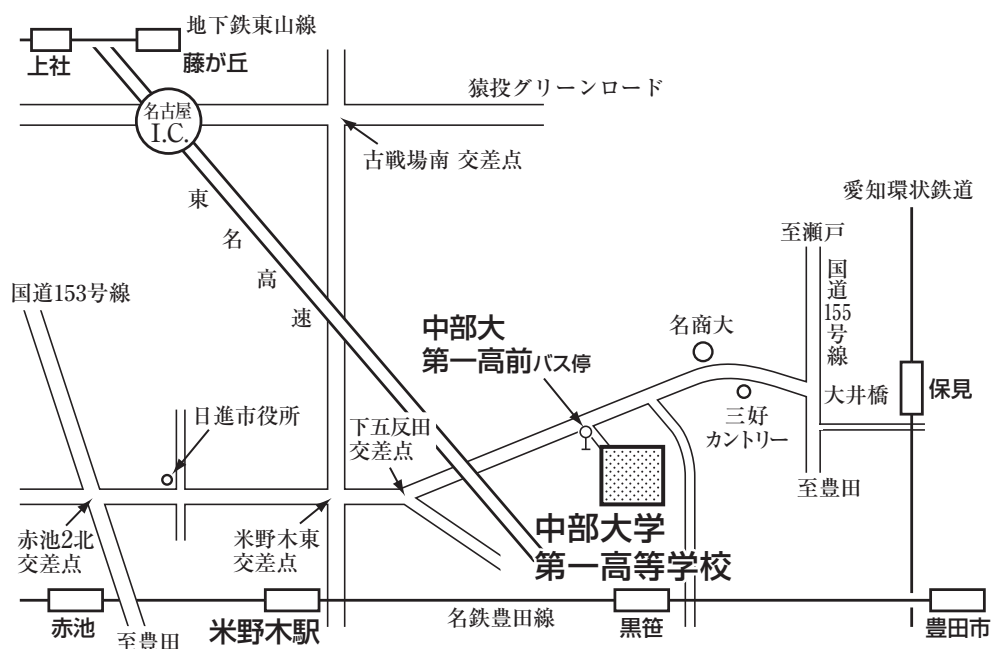 地下鉄東山線
上社
藤が丘
猿投グリーンロード
名古屋
I.C.
古戦場南 交差点
東名高速
愛知環状鉄道
至瀬戸
国道155号線
国道153号線
中部大
第一高前バス停
名商大
大井橋
保見
日進市役所
下五反田
交差点
三好
カントリー
至豊田
赤池2北
交差点
米野木東
交差点
中部大学
第一高等学校
赤池
至豊田
米野木駅
名鉄豊田線
黒笹
豊田市